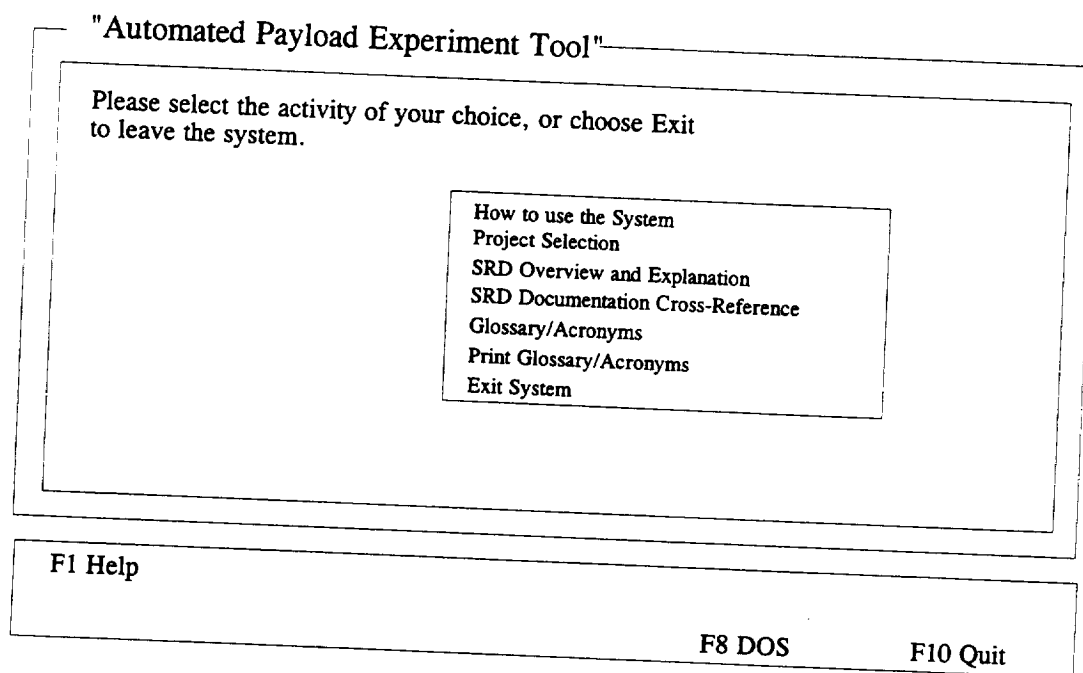 "Automated Payload Experiment Tool"
Please select the activity of your choice, or choose Exit
to leave the system.
How to use the System
Project Selection
SRD Overview and Explanation
SRD Documentation Cross-Reference
Glossary/Acronyms
Print Glossary/Acronyms
Exit System
F1 Help
F8 DOS F10 Quit